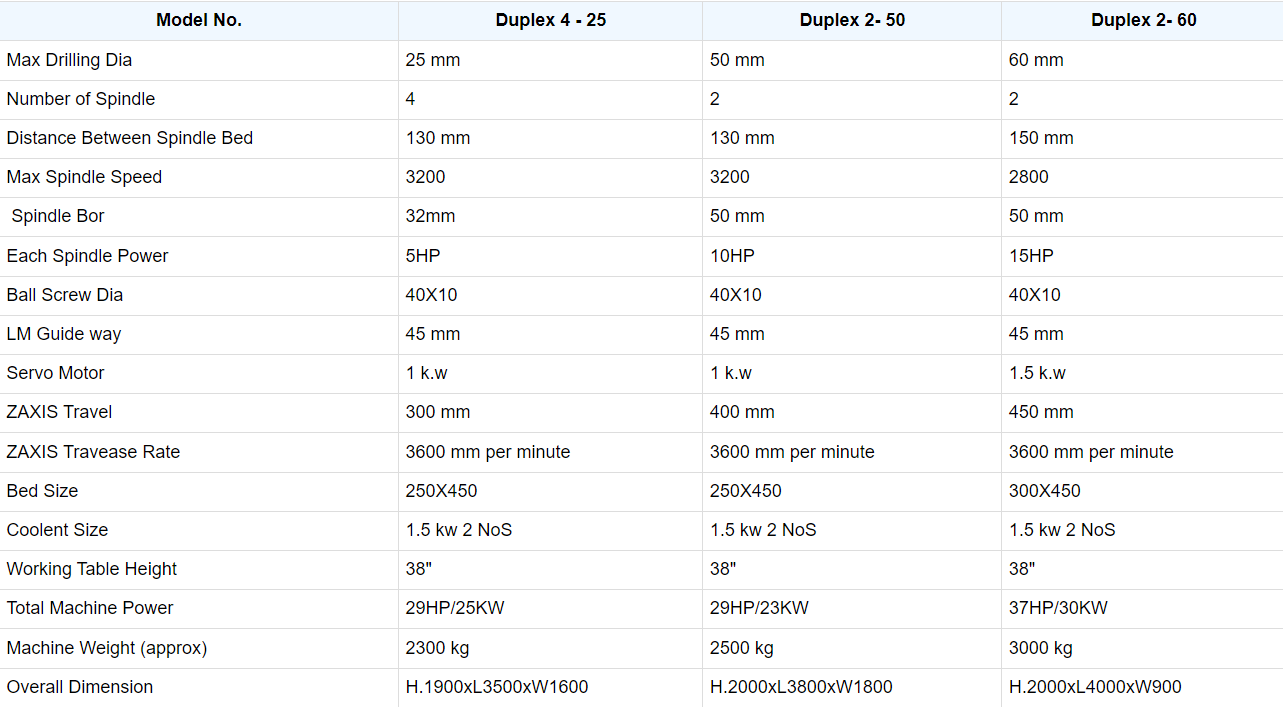 Model No. Duplex 4 - 25 Duplex 2- 50 Duplex 2- 60
Max Drilling Dia 25 mm 50 mm 60 mm
Number of Spindle 4 2 2
Distance Between Spindle Bed 130 mm 130 mm 150 mm
Max Spindle Speed 3200 3200 2800
Spindle Bor 32mm 50 mm 50 mm
Each Spindle Power 5HP 10HP 15HP
Ball Screw Dia 40X10 40X10 40X10
LM Guide way 45 mm 45 mm 45 mm
Servo Motor 1 k.w 1 k.w 1.5 k.w
ZAXIS Travel 300 mm 400 mm 450 mm
ZAXIS Travease Rate 3600 mm per minute 3600 mm per minute 3600 mm per minute
Bed Size 250X450 250X450 300X450
Coolent Size 1.5 kw 2 NoS 1.5 kw 2 NoS 1.5 kw 2 NoS
Working Table Height 38" 38" 38"
Total Machine Power 29HP/25KW 29HP/23KW 37HP/30KW
Machine Weight (approx) 2300 kg 2500 kg 3000 kg
Overall Dimension H.1900xL3500xW1600 H.2000xL3800xW1800 H.2000xL4000xW900